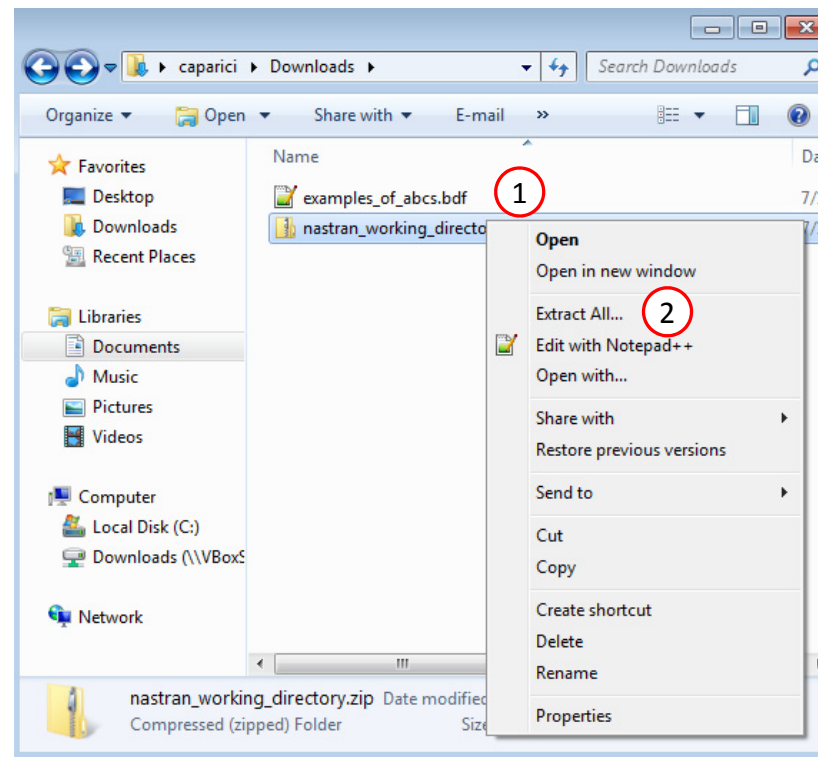 caparici Downloads Search Downloads
Organize Open Share with E-mail »
Name Da
Favorites
Desktop
Downloads
Recent Places
Libraries
Documents
Music
Pictures
Videos
Computer
Local Disk (C:)
Downloads (\\VBoxS
Network
examples_of_abcs.bdf 1 7/
nastran_working_directo 7/
Open
Open in new window
Extract All... 2
Edit with Notepad++
Open with...
Share with
Restore previous versions
Send to
Cut
Copy
Create shortcut
Delete
Rename
Properties
nastran_working_directory.zip Date modified
Compressed (zipped) Folder Size